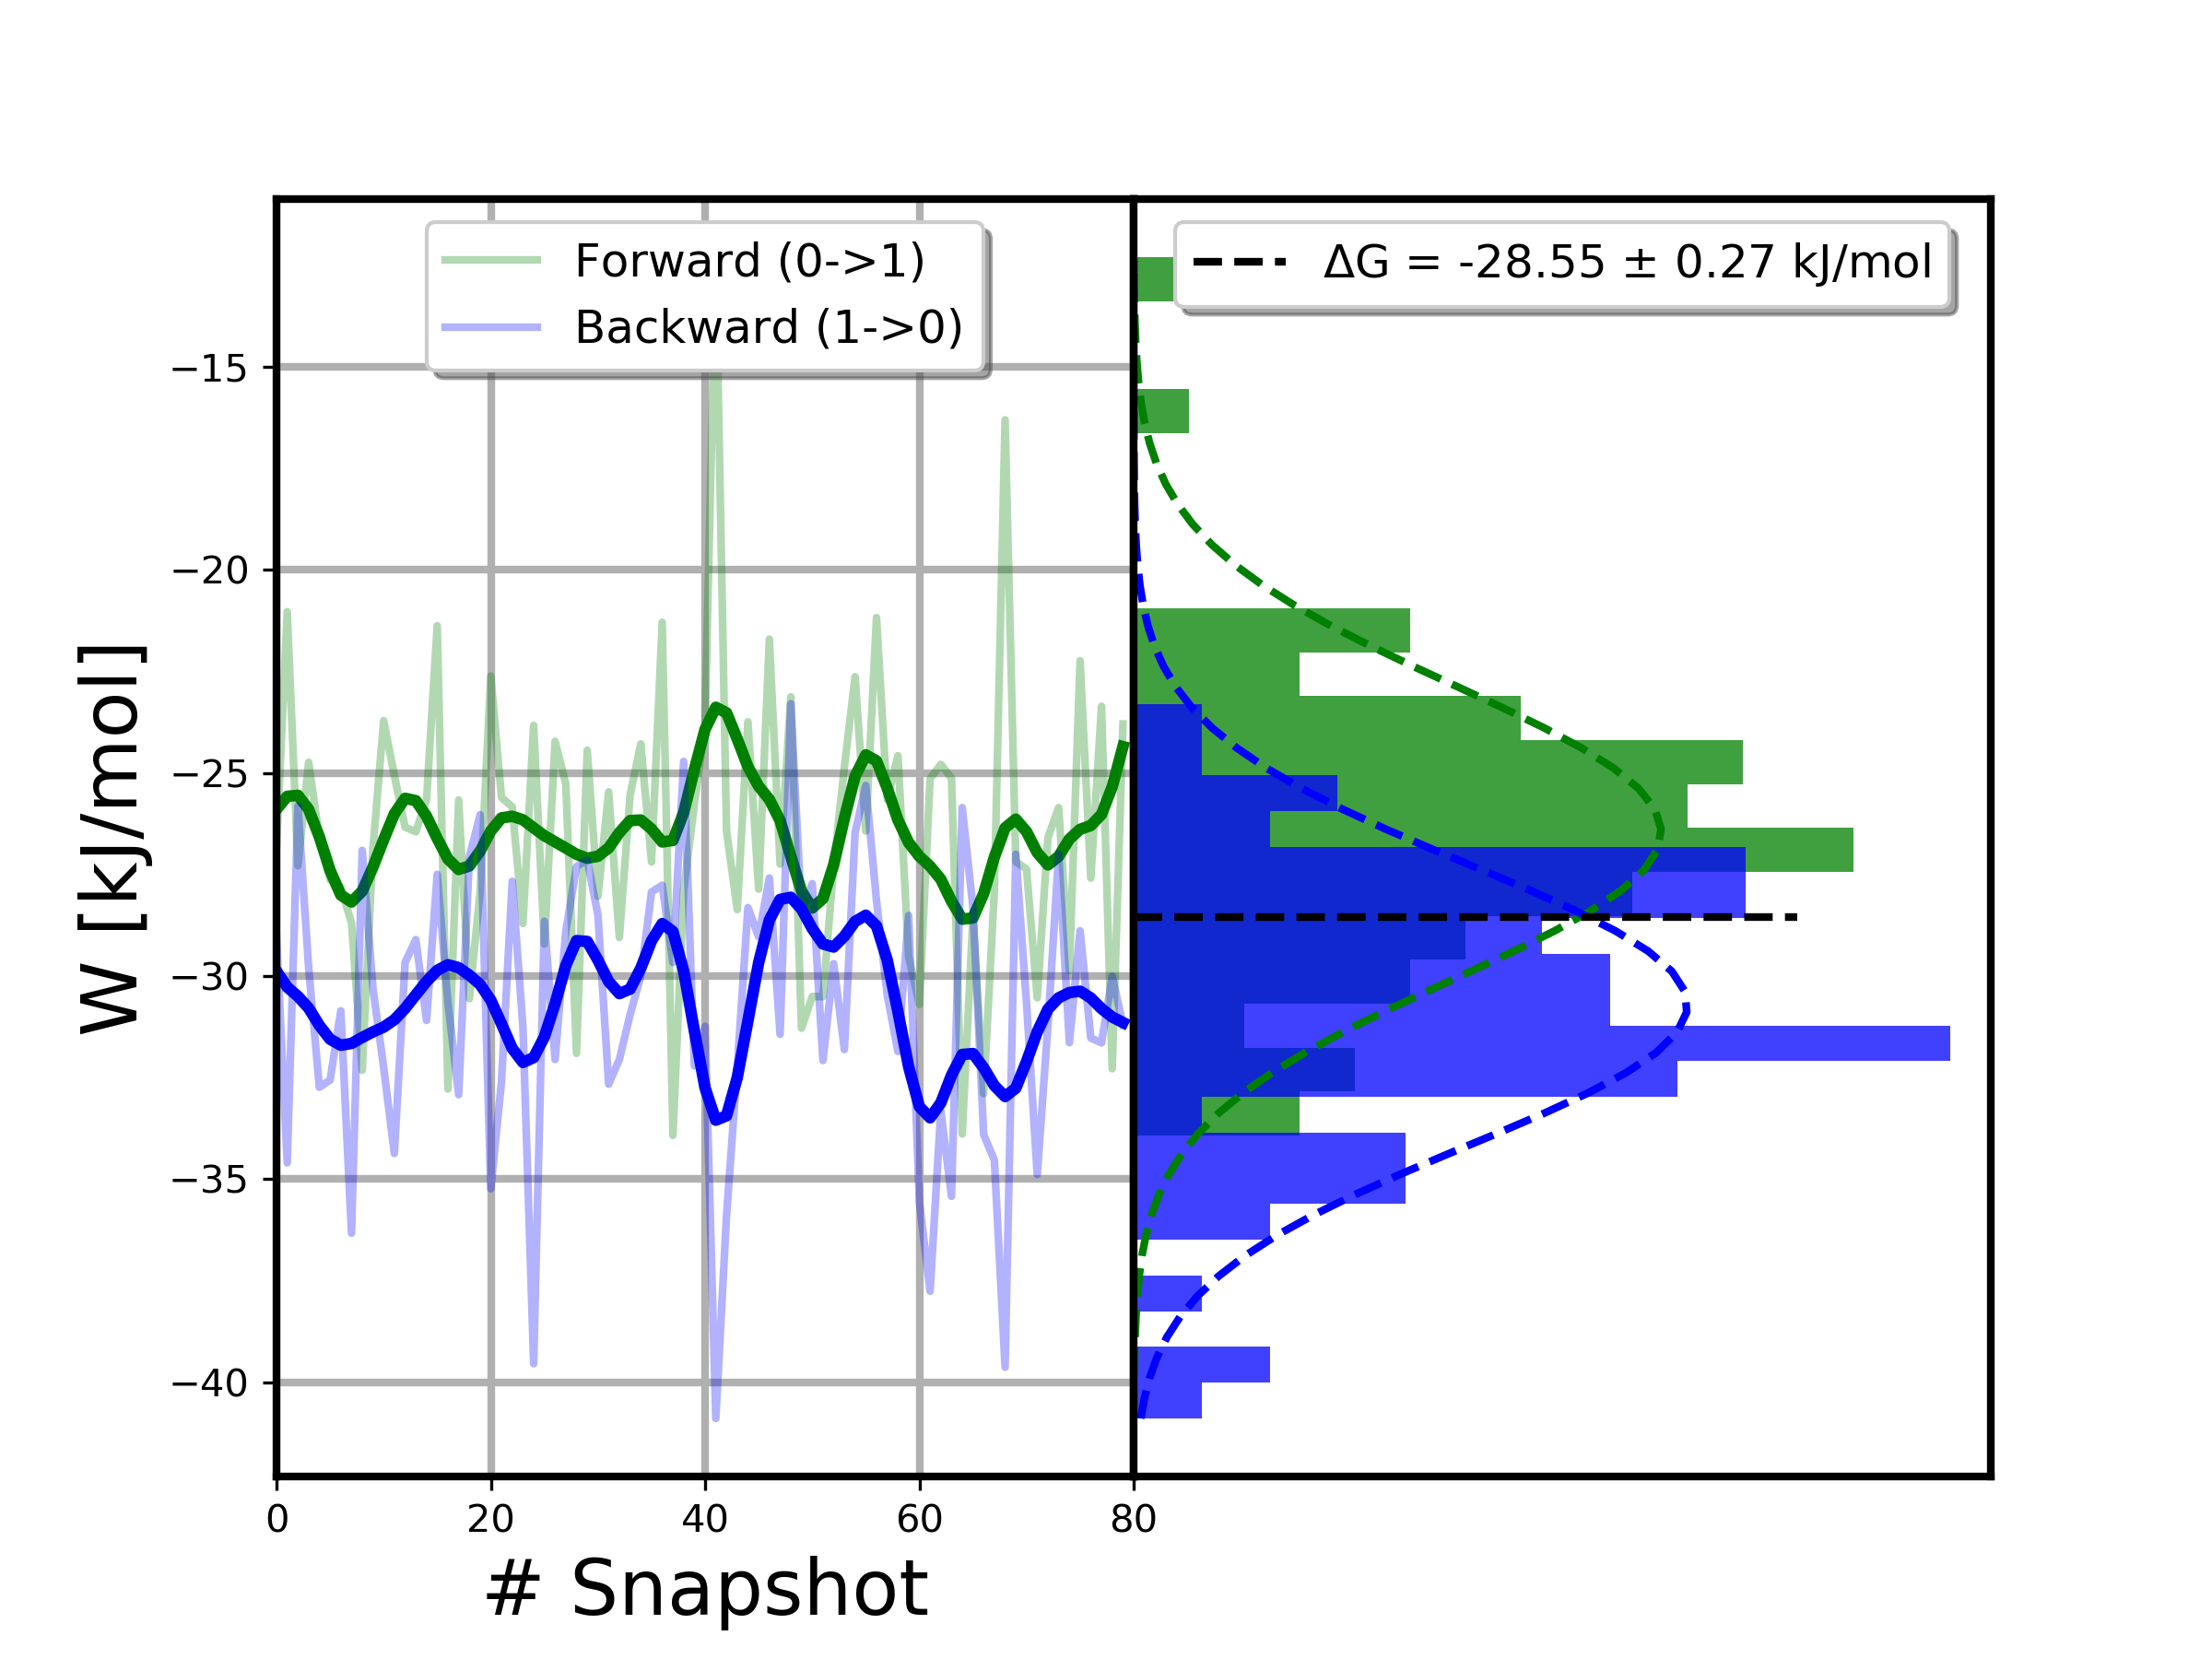 Forward (0->1)
Backward (1->0)
ΔG = -28.55 ± 0.27 kJ/mol
W [kJ/mol]
−15
−20
−25
−30
−35
−40
0
20
40
60
80
# Snapshot